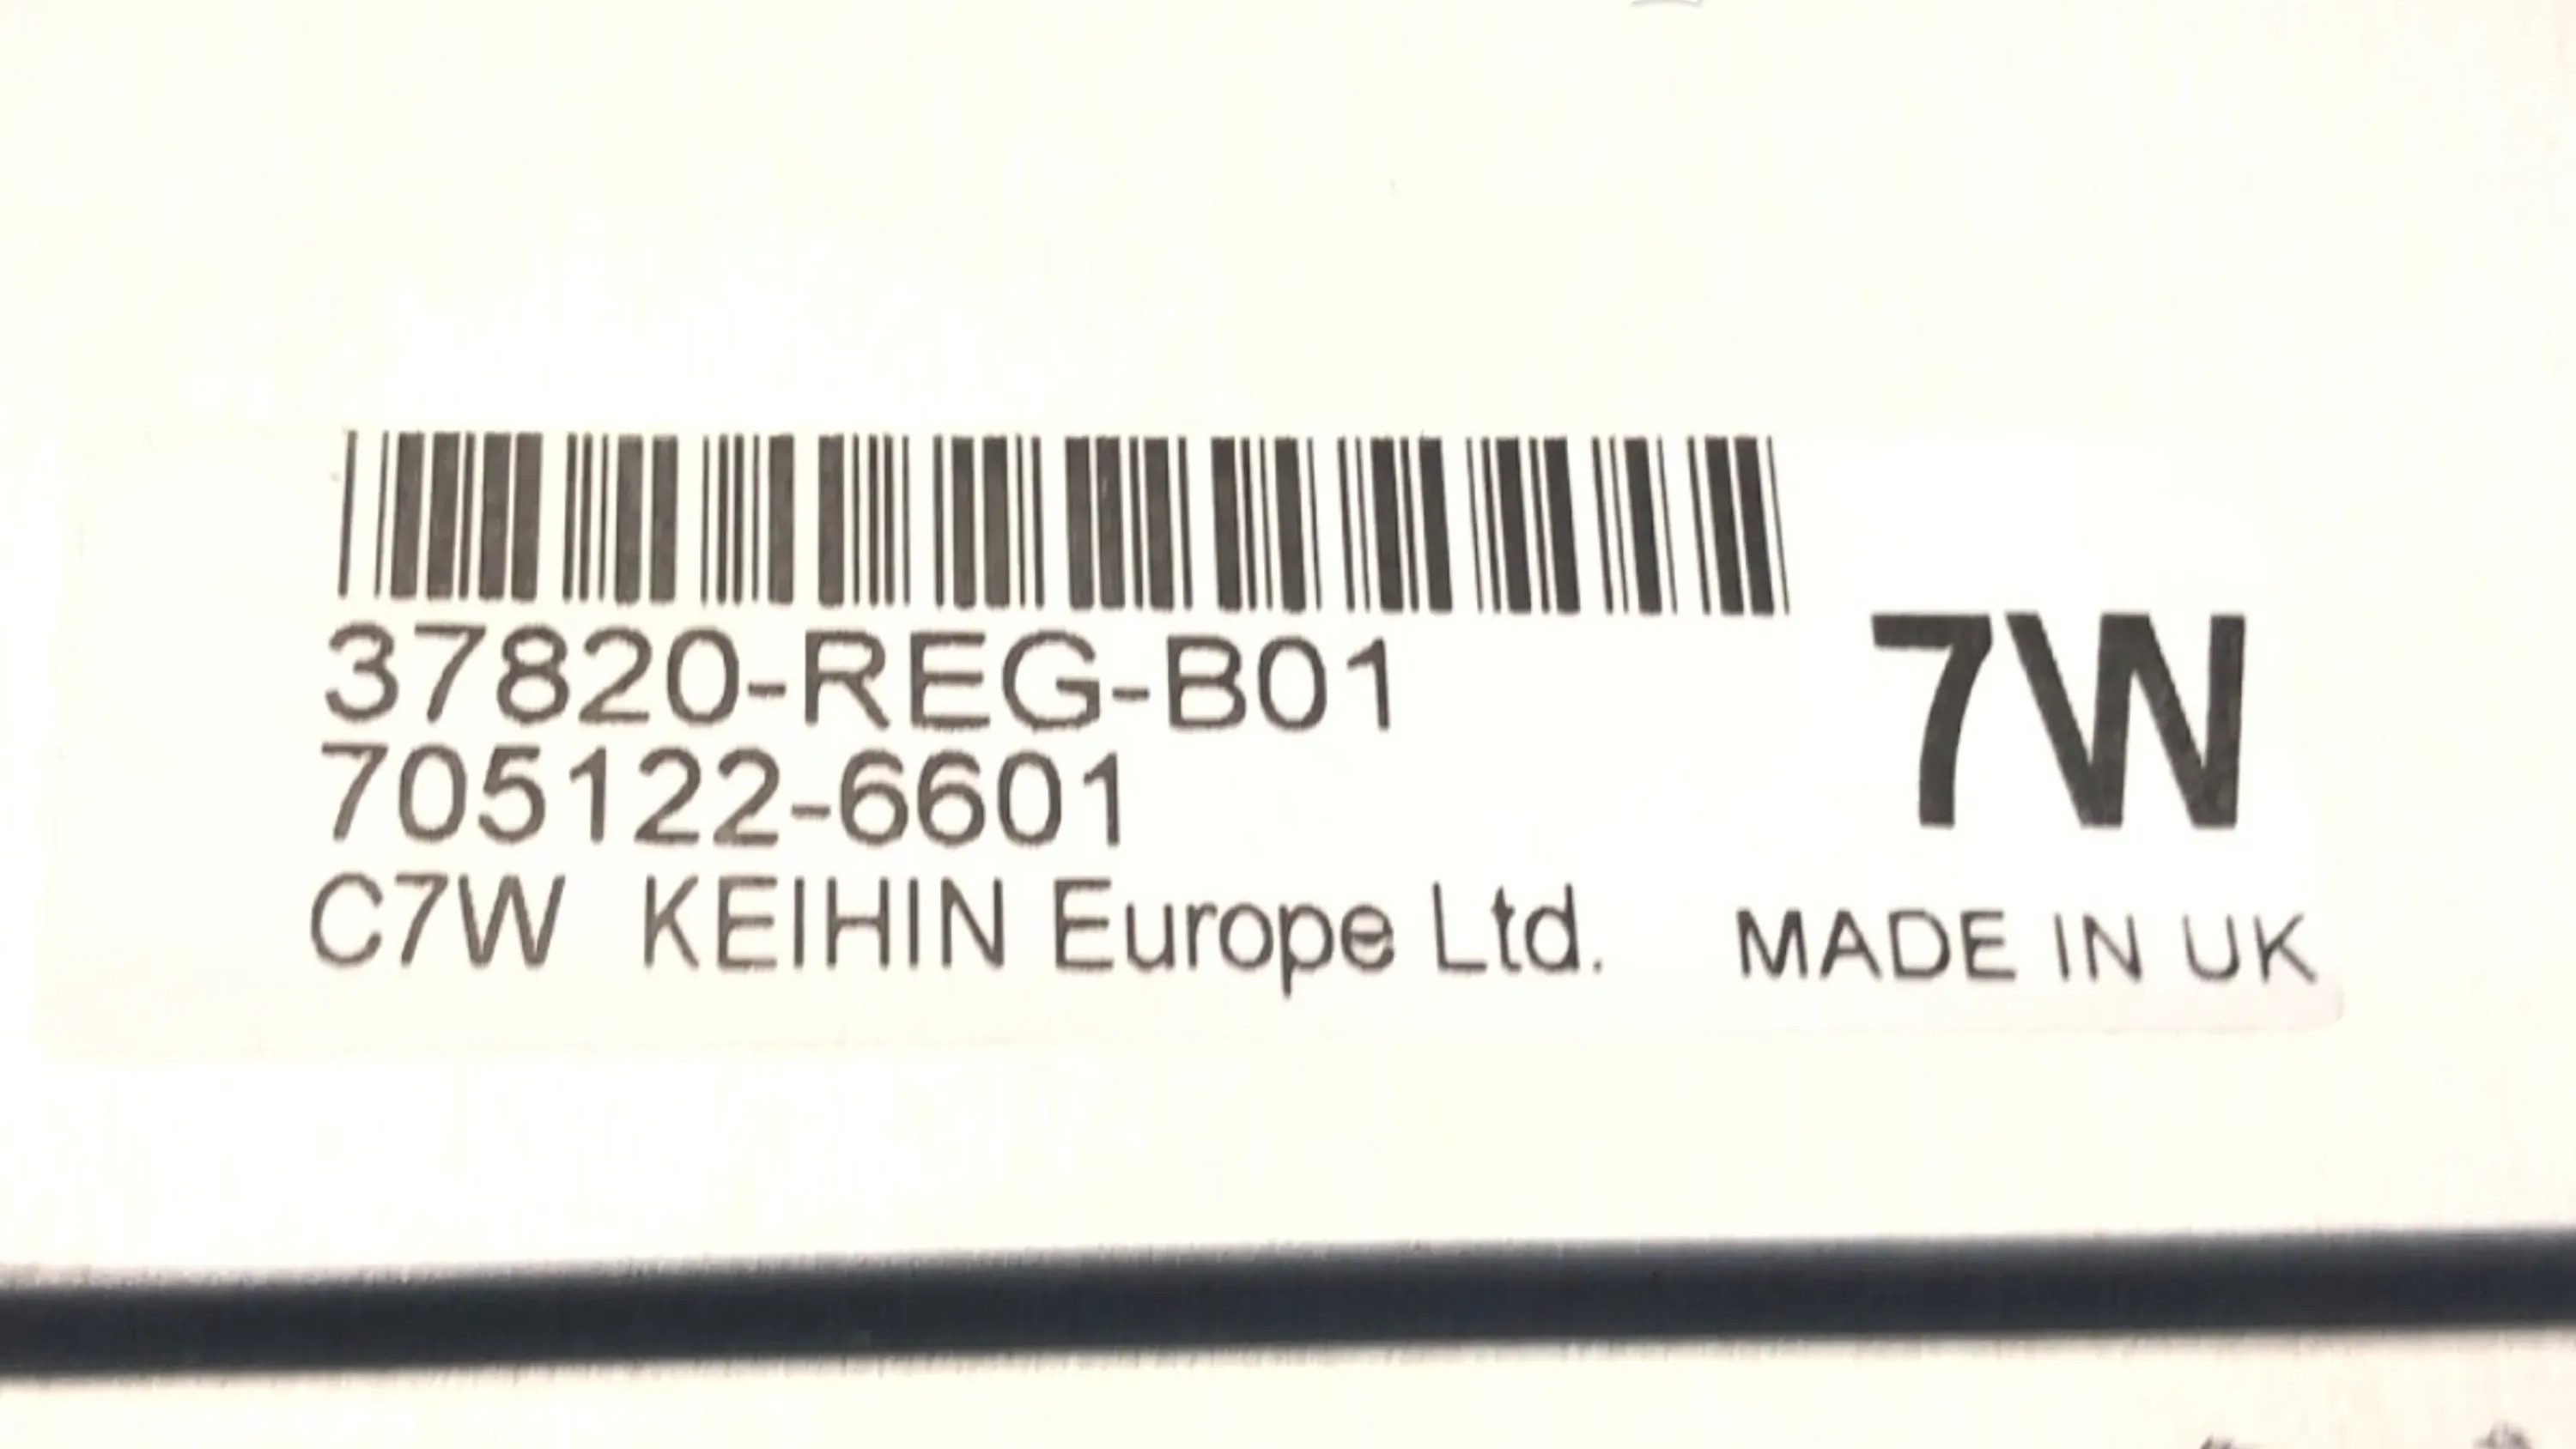 37820-REG-B01
705122-6601
7W
C7W KEIHIN Europe Ltd. MADE IN UK